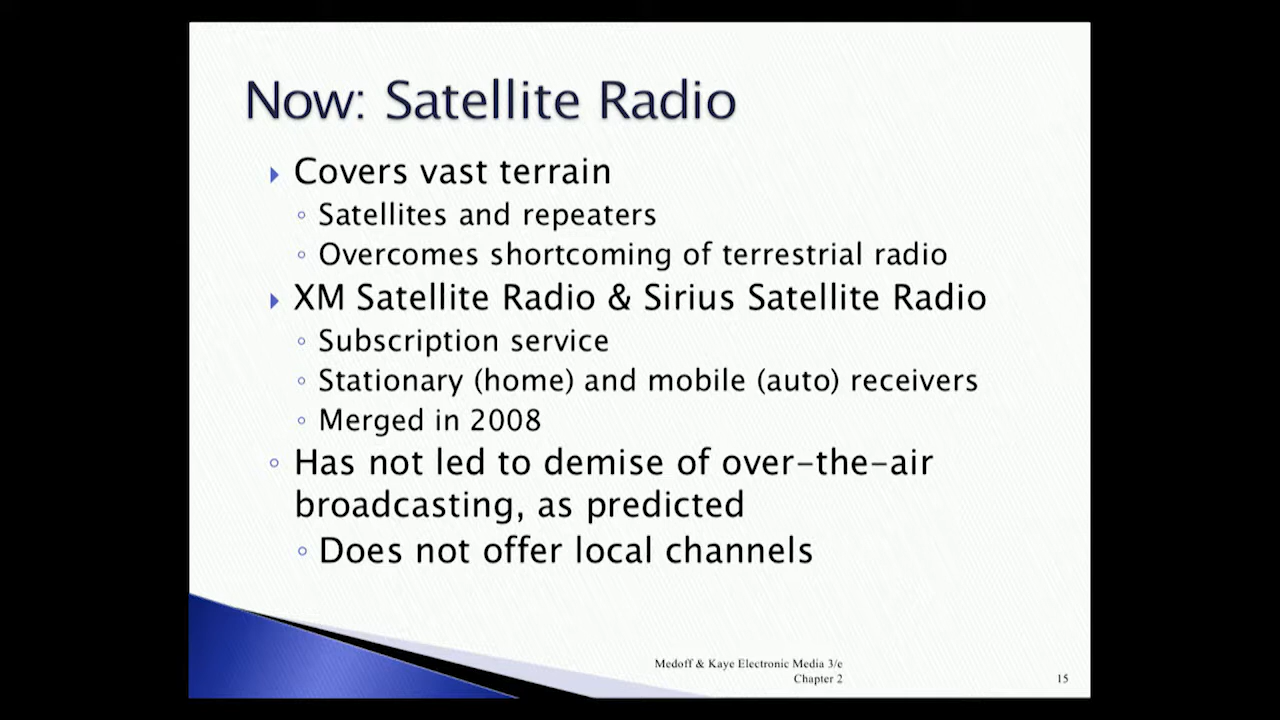 Now: Satellite Radio
Covers vast terrain
Satellites and repeaters
Overcomes shortcoming of terrestrial radio
XM Satellite Radio & Sirius Satellite Radio
Subscription service
Stationary (home) and mobile (auto) receivers
Merged in 2008
Has not led to demise of over-the-air
broadcasting, as predicted
Does not offer local channels
Medoff & Kaye Electronic Media 3/e
Chapter 2
15